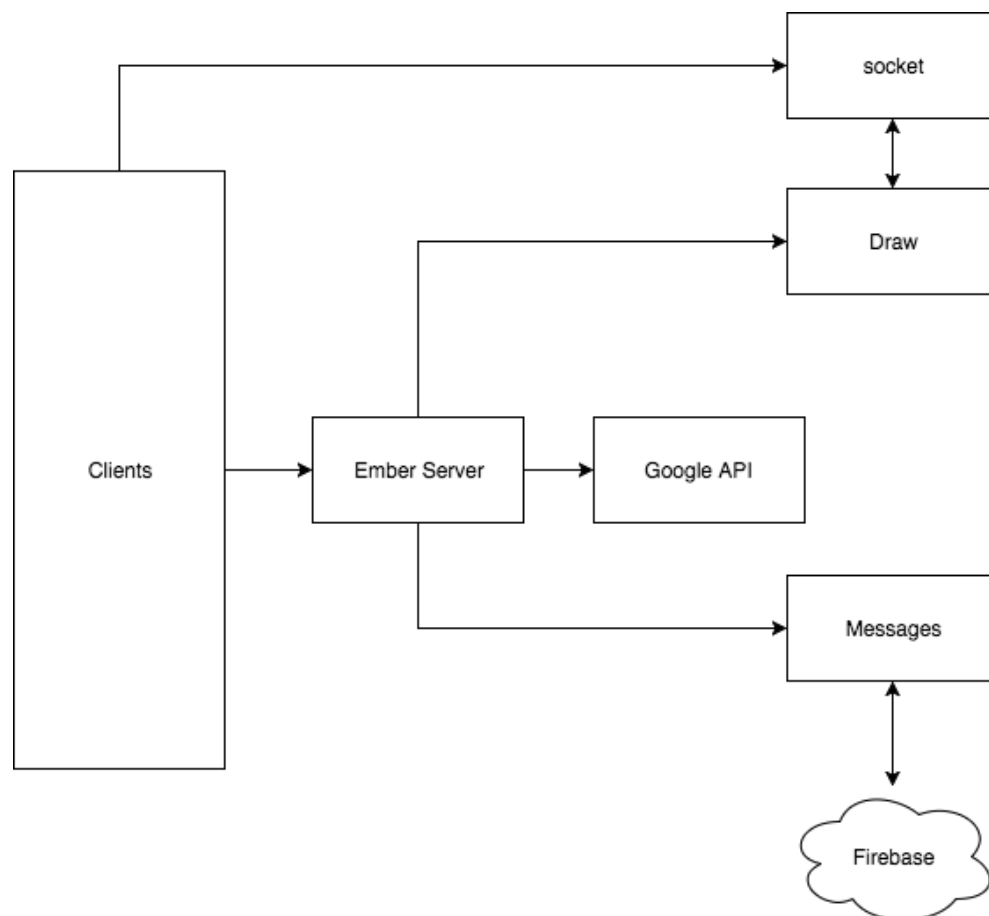 socket
Draw
Clients
Ember Server
Google API
Messages
Firebase